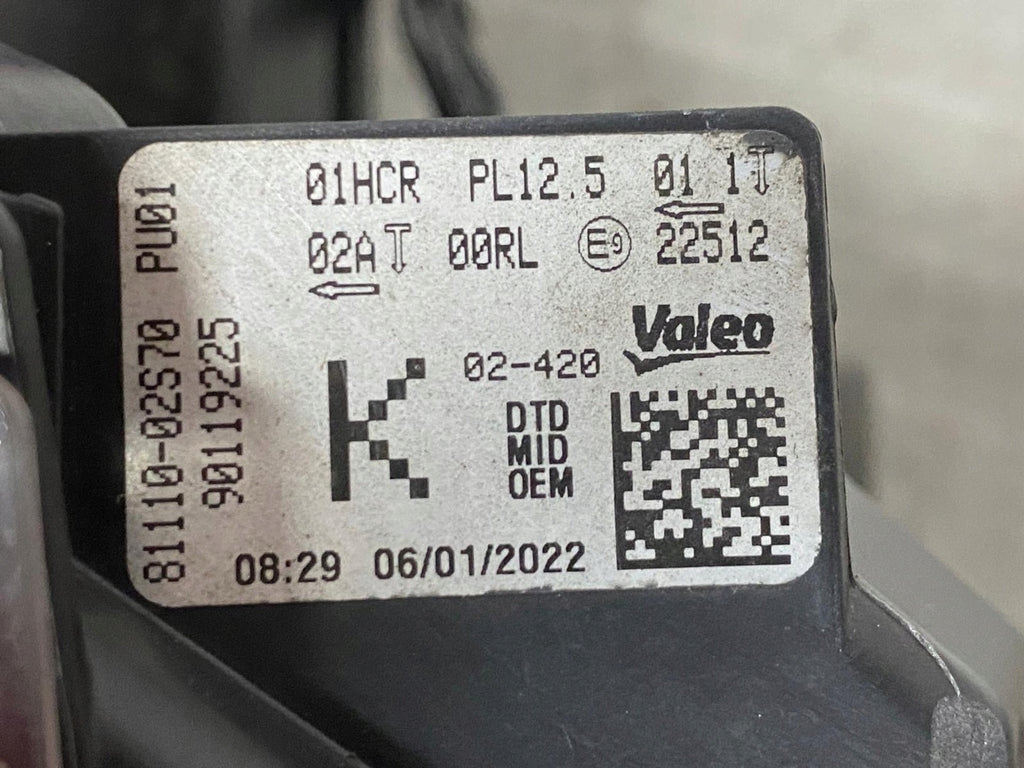 01HCR PL12.5 01 1
←
02A 00RL E9 22512
←
Valeo
02-420
K
DTD
MID
OEM
08:29 06/01/2022
81110-02S70 PU01
90119225